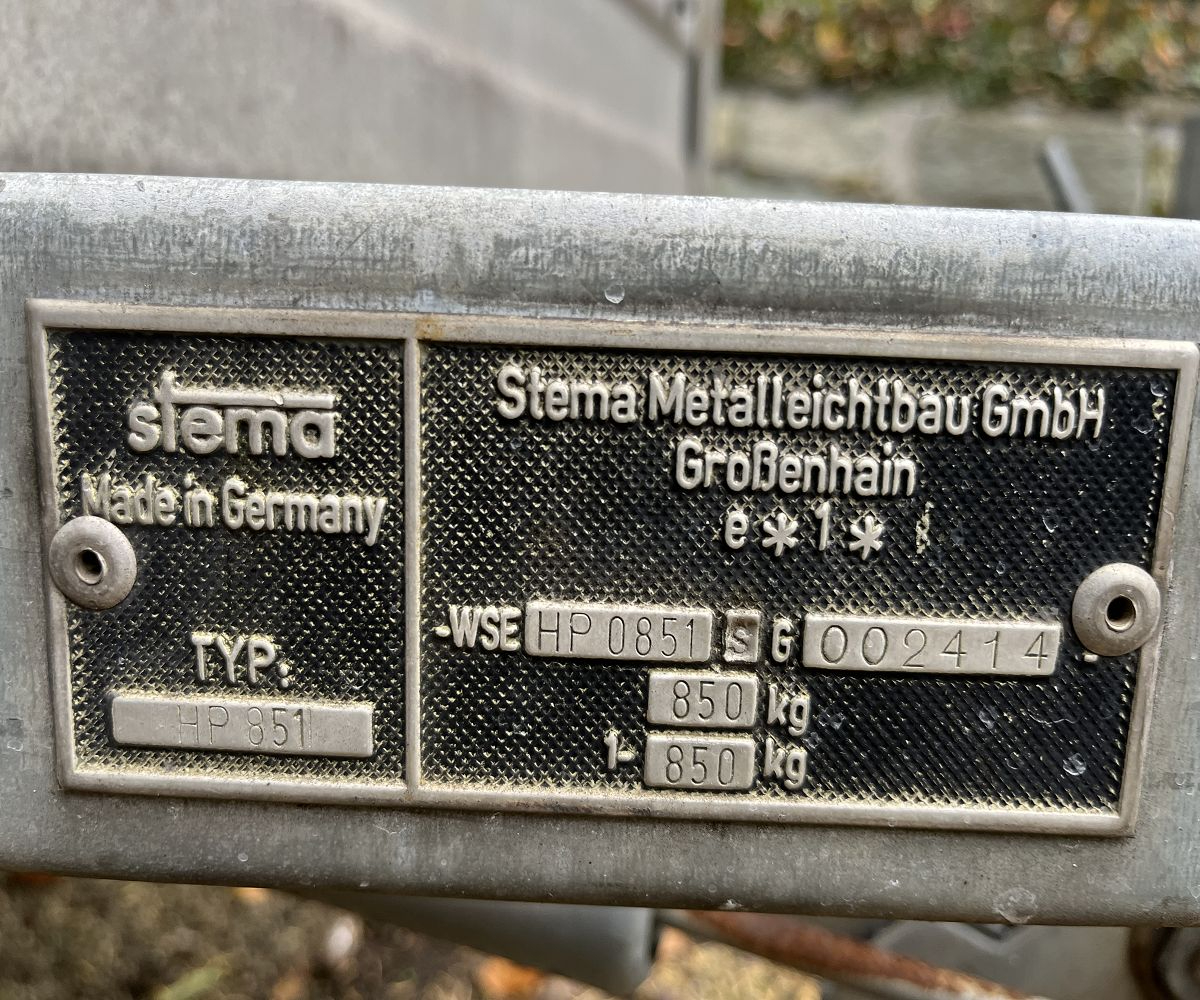 stema
Made in Germany
TYP:
HP 851
Stema Metalleichtbau GmbH
Großenhain
e*1*
-WSE HP 0851 S G 002414 -
850 kg
1- 850 kg